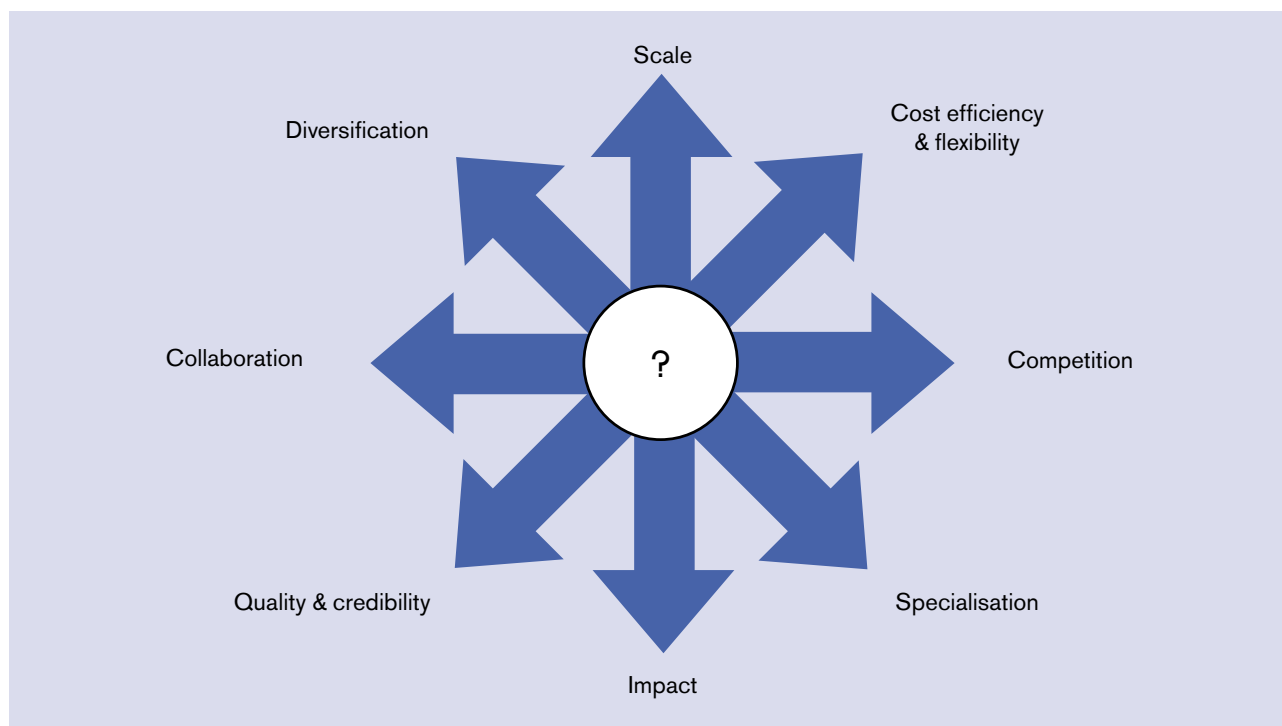 Scale
Diversification
Cost efficiency
& flexibility
Collaboration
?
Competition
Quality & credibility
Specialisation
Impact